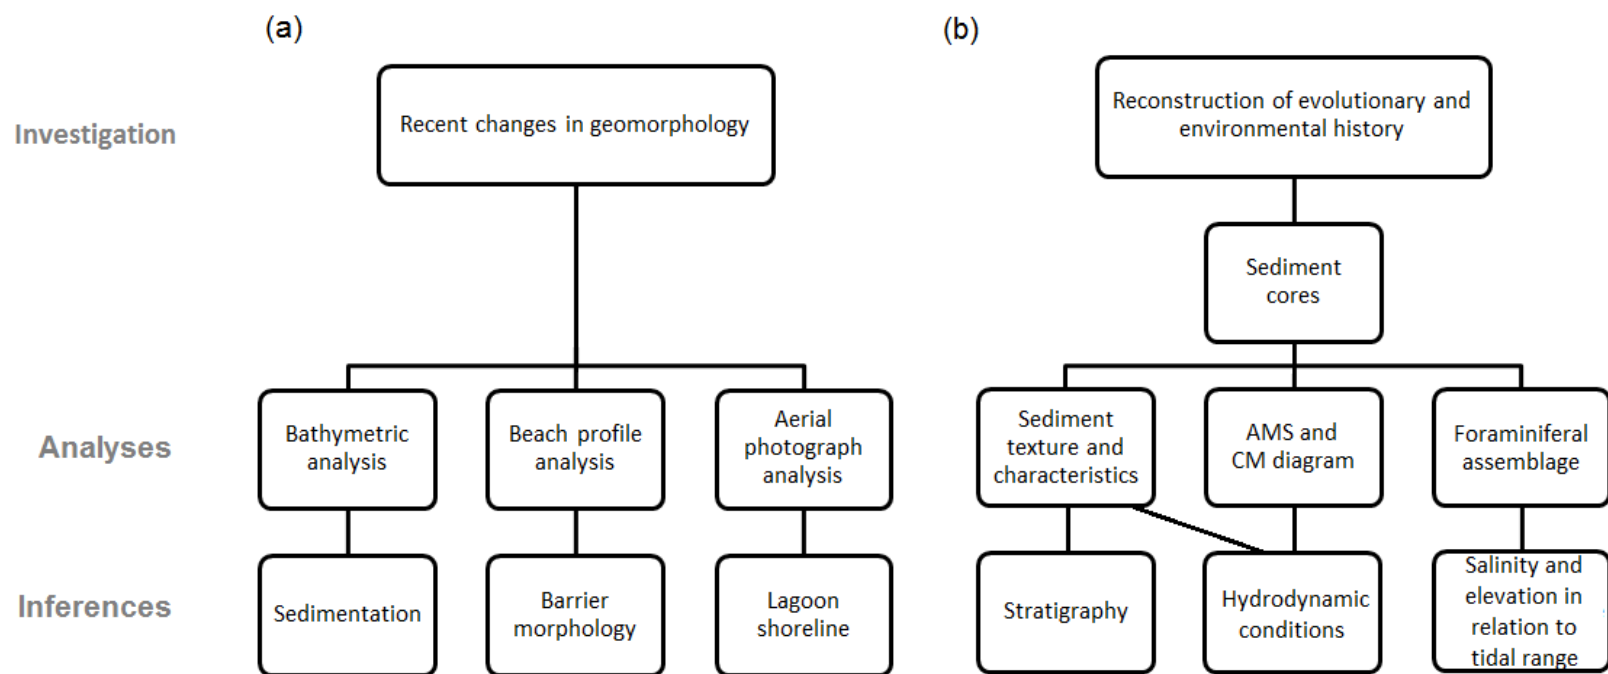 (a)
(b)
Investigation
Recent changes in geomorphology
Reconstruction of evolutionary and
environmental history
Sediment
cores
Analyses
Bathymetric
analysis
Beach profile
analysis
Aerial
photograph
analysis
Sediment
texture and
characteristics
AMS and
CM diagram
Foraminiferal
assemblage
Inferences
Sedimentation
Barrier
morphology
Lagoon
shoreline
Stratigraphy
Hydrodynamic
conditions
Salinity and
elevation in
relation to
tidal range